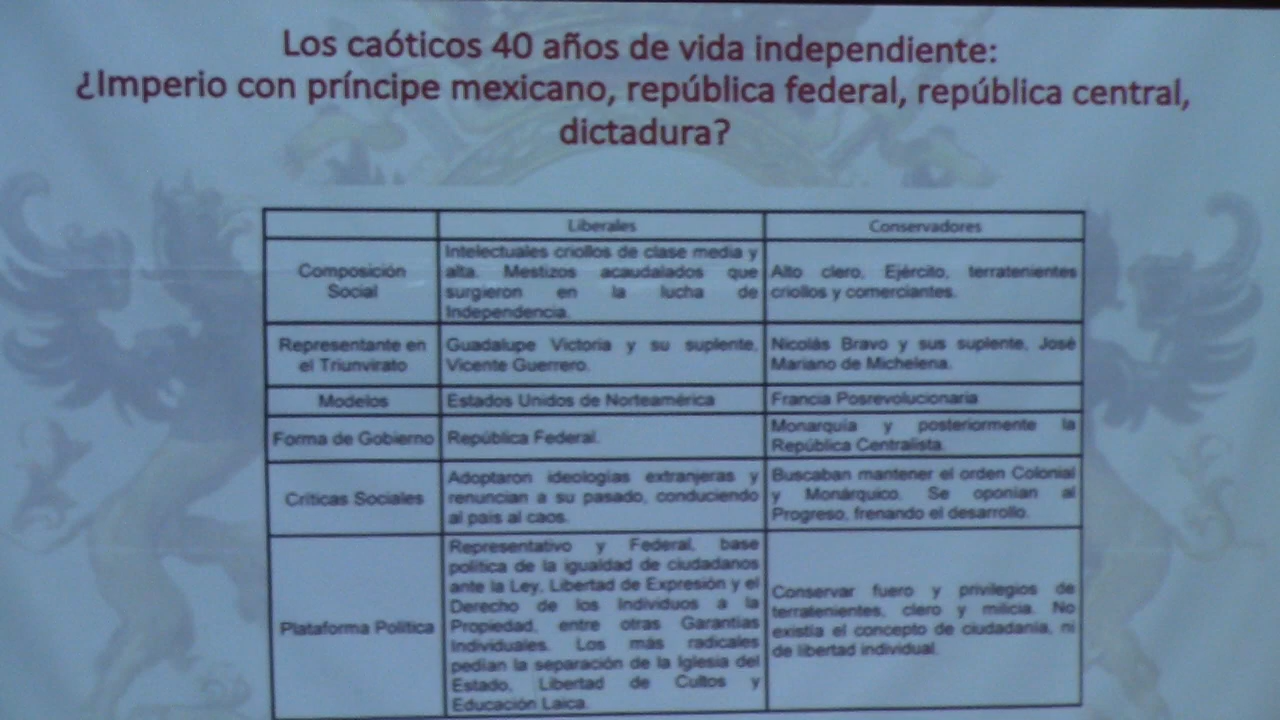 Los caóticos 40 años de vida independiente:
¿Imperio con príncipe mexicano, república federal, república central,
dictadura?
Liberales
Conservadores
Composición
Social
Intelectuales criollos de clase media y
alta. Mestizos acaudalados que
surgieron en la lucha de
Independencia.
Alto clero, Ejército, terratenientes
criollos y comerciantes.
Representante en
el Triunvirato
Guadalupe Victoria y su suplente,
Vicente Guerrero.
Nicolás Bravo y sus suplente, José
Mariano de Michelena.
Modelos
Estados Unidos de Norteamérica
Francia Posrevolucionaria
Forma de Gobierno
República Federal.
Monarquía y posteriormente la
República Centralista.
Críticas Sociales
Adoptaron ideologías extranjeras y
renuncian a su pasado, conduciendo
al país al caos.
Buscaban mantener el orden Colonial
y Monárquico. Se oponían al
Progreso, frenando el desarrollo.
Plataforma Política
Representativo y Federal, base
política de la igualdad de ciudadanos
ante la Ley, Libertad de Expresión y el
Derecho de los Individuos a la
Propiedad, entre otras Garantías
Individuales. Los más radicales
pedían la separación de la Iglesia del
Estado, Libertad de Cultos y
Educación Laica.
Conservar fuero y privilegios de
terratenientes, clero y milicia. No
existía el concepto de ciudadanía, ni
de libertad individual.